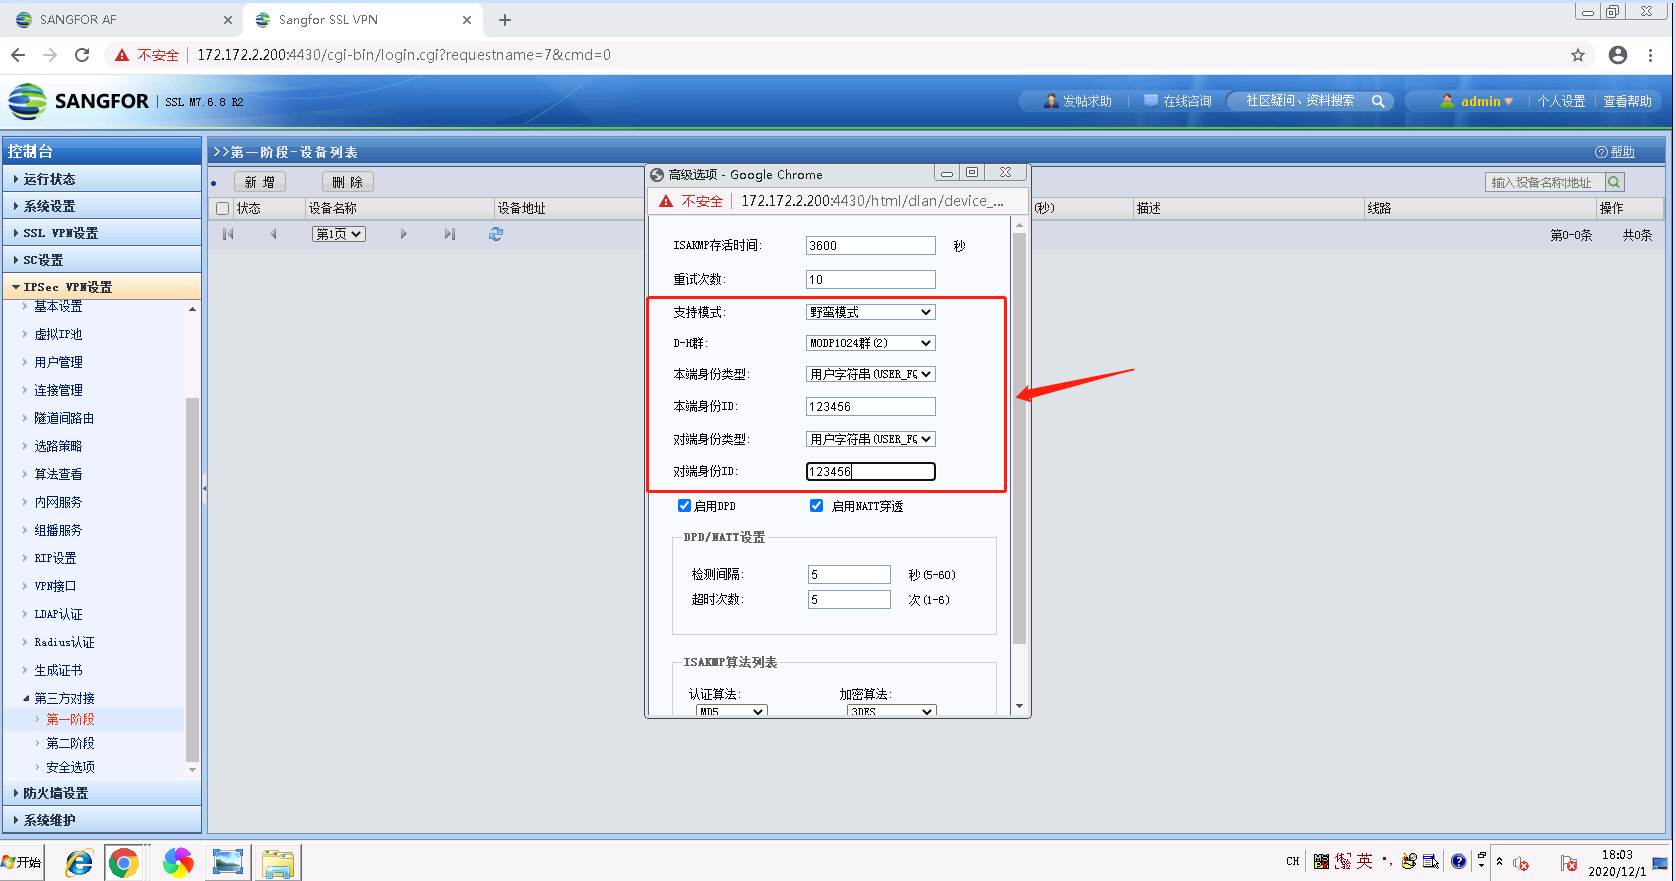 SANGFOR AF
Sangfor SSL VPN
不安全 172.172.2.200:4430/cgi-bin/login.cgi?requestname=7&cmd=0
SANGFOR SSL M7.6.8 R2
发帖求助 在线咨询 社区疑问、资料搜索 admin 个人设置 查看帮助
控制台
运行状态
系统设置
SSL VPN设置
SC设置
IPSec VPN设置
基本设置
虚拟IP池
用户管理
连接管理
隧道间路由
选路策略
算法查看
内网服务
组播服务
RIP设置
VPN接口
LDAP认证
Radius认证
生成证书
第三方对接
第一阶段
第二阶段
安全选项
防火墙设置
系统维护
>>第一阶段-设备列表
帮助
新 增 删 除
输入设备名称|地址
状态 设备名称 设备地址 (秒) 描述 线路 操作
第1页
第0-0条 共0条
高级选项 - Google Chrome
不安全 172.172.2.200:4430/html/dlan/device_...
ISAKMP存活时间: 3600 秒
重试次数: 10
支持模式: 野蛮模式
D-H群: MODP1024群(2)
本端身份类型: 用户字符串(USER_FQ
本端身份ID: 123456
对端身份类型: 用户字符串(USER_FQ
对端身份ID: 123456
启用DPD 启用NATT穿透
DPD/NATT设置
检测间隔: 5 秒(5-60)
超时次数: 5 次(1-6)
ISAKMP算法列表
认证算法: 加密算法:
MD5 3DES
开始
CH 英
18:03
2020/12/1